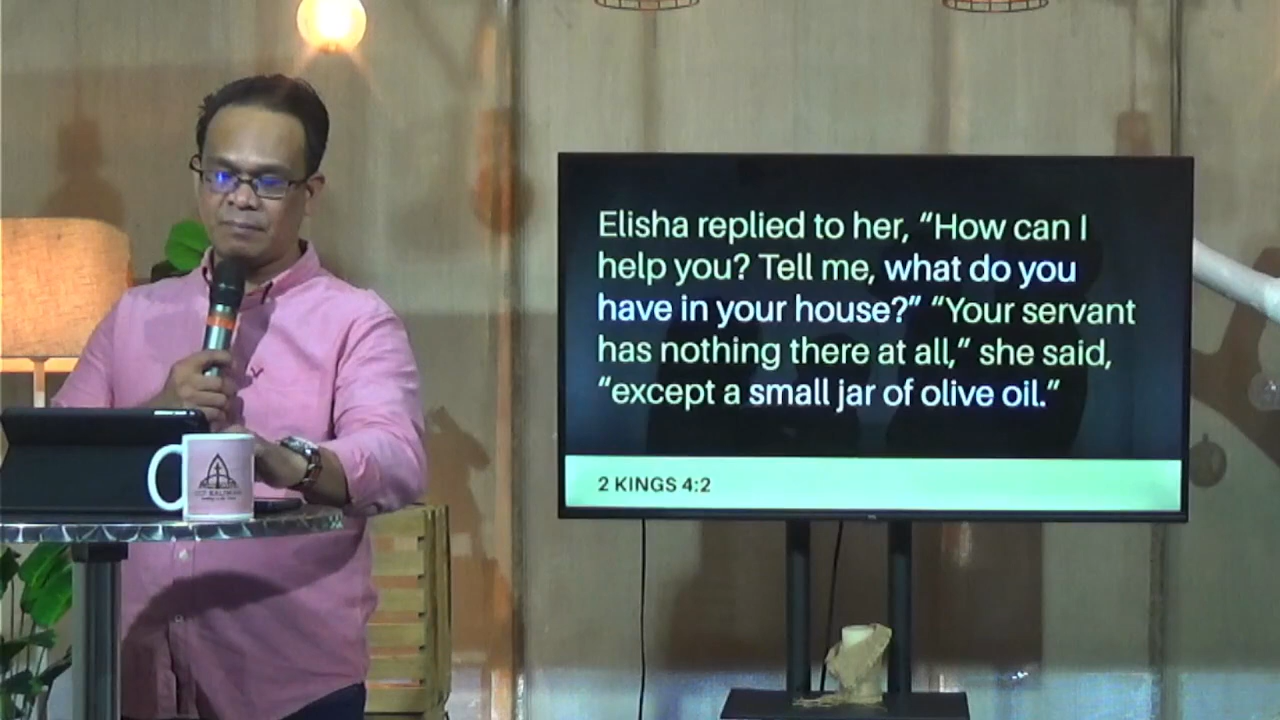 Elisha replied to her, “How can I
help you? Tell me, what do you
have in your house?” “Your servant
has nothing there at all,” she said,
“except a small jar of olive oil.”
2 KINGS 4:2